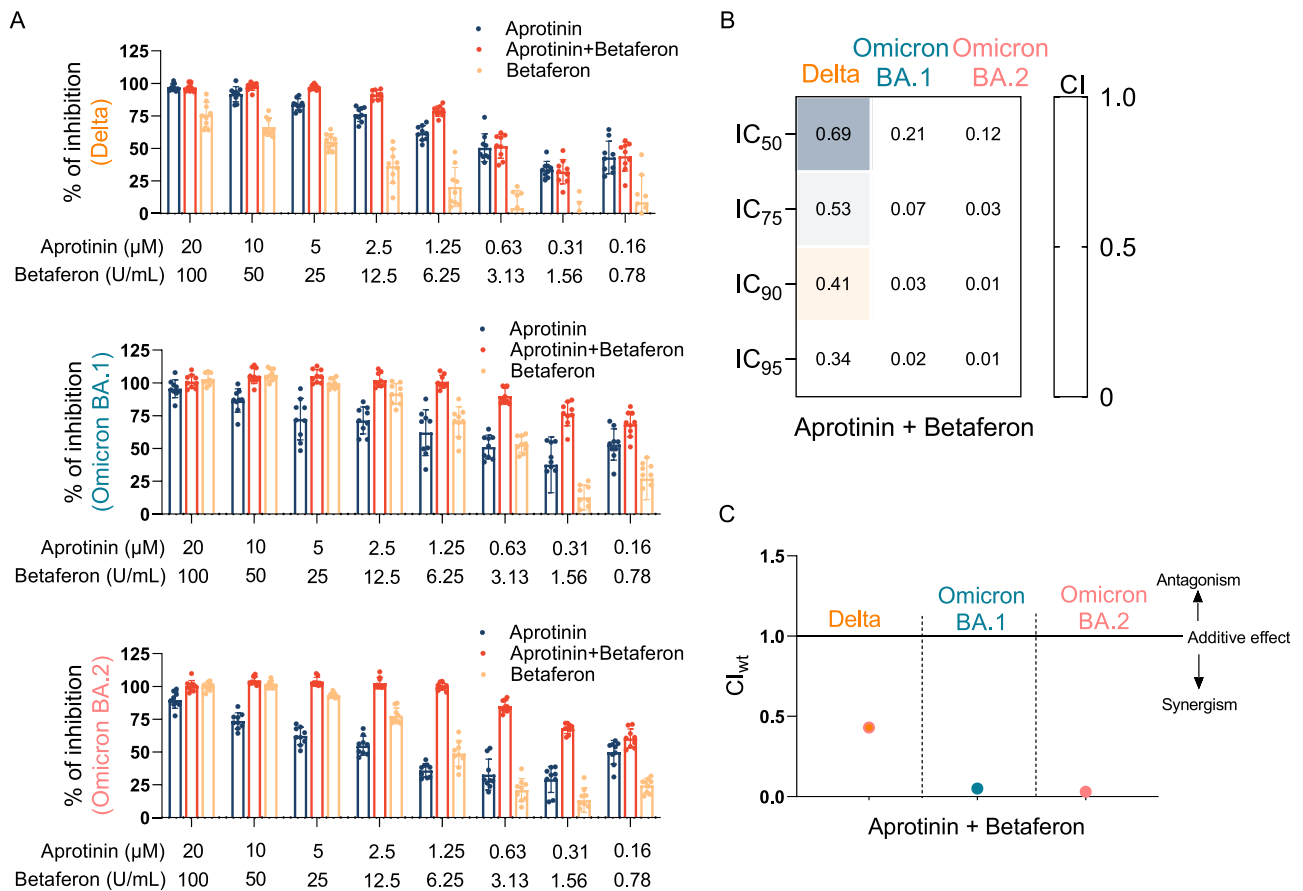 A
Aprotinin
Aprotinin+Betaferon
Betaferon
% of inhibition
(Delta)
125
100
75
50
25
0
Aprotinin (µM) 20 10 5 2.5 1.25 0.63 0.31 0.16
Betaferon (U/mL) 100 50 25 12.5 6.25 3.13 1.56 0.78
Aprotinin
Aprotinin+Betaferon
Betaferon
% of inhibition
(Omicron BA.1)
125
100
75
50
25
0
Aprotinin (µM) 20 10 5 2.5 1.25 0.63 0.31 0.16
Betaferon (U/mL) 100 50 25 12.5 6.25 3.13 1.56 0.78
Aprotinin
Aprotinin+Betaferon
Betaferon
% of inhibition
(Omicron BA.2)
125
100
75
50
25
0
Aprotinin (µM) 20 10 5 2.5 1.25 0.63 0.31 0.16
Betaferon (U/mL) 100 50 25 12.5 6.25 3.13 1.56 0.78
B
Delta
Omicron
BA.1
Omicron
BA.2
IC50 0.69 0.21 0.12
IC75 0.53 0.07 0.03
IC90 0.41 0.03 0.01
IC95 0.34 0.02 0.01
Aprotinin + Betaferon
CI
1.0
0.5
0
C
CIwt
1.5
1.0
0.5
0.0
Delta
Omicron
BA.1
Omicron
BA.2
Antagonism
Additive effect
Synergism
Aprotinin + Betaferon